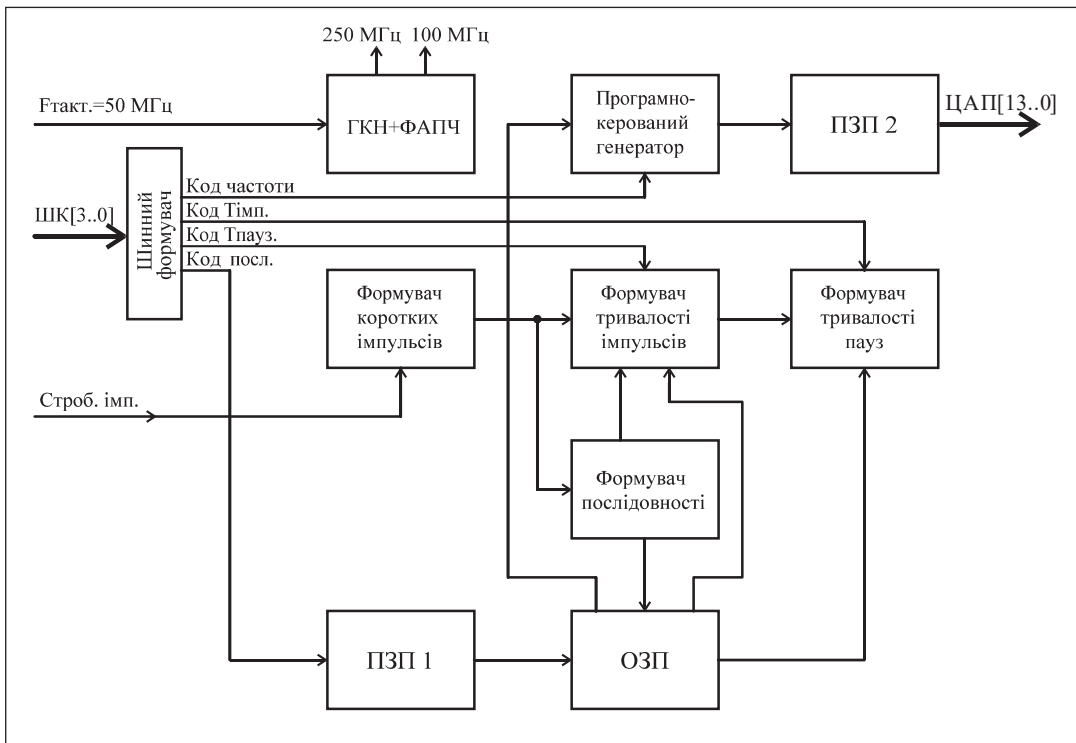 250 МГц
100 МГц
Fтакт.=50 МГц
ГКН+ФАПЧ
Програмно-
керований
генератор
ПЗП 2
ЦАП[13..0]
ШК[3..0]
Шинний
формувач
Код частоти
Код Тімп.
Код Тпауз.
Код посл.
Формувач
коротких
імпульсів
Формувач
тривалості
імпульсів
Формувач
тривалості
пауз
Строб. імп.
Формувач
послідовності
ПЗП 1
ОЗП